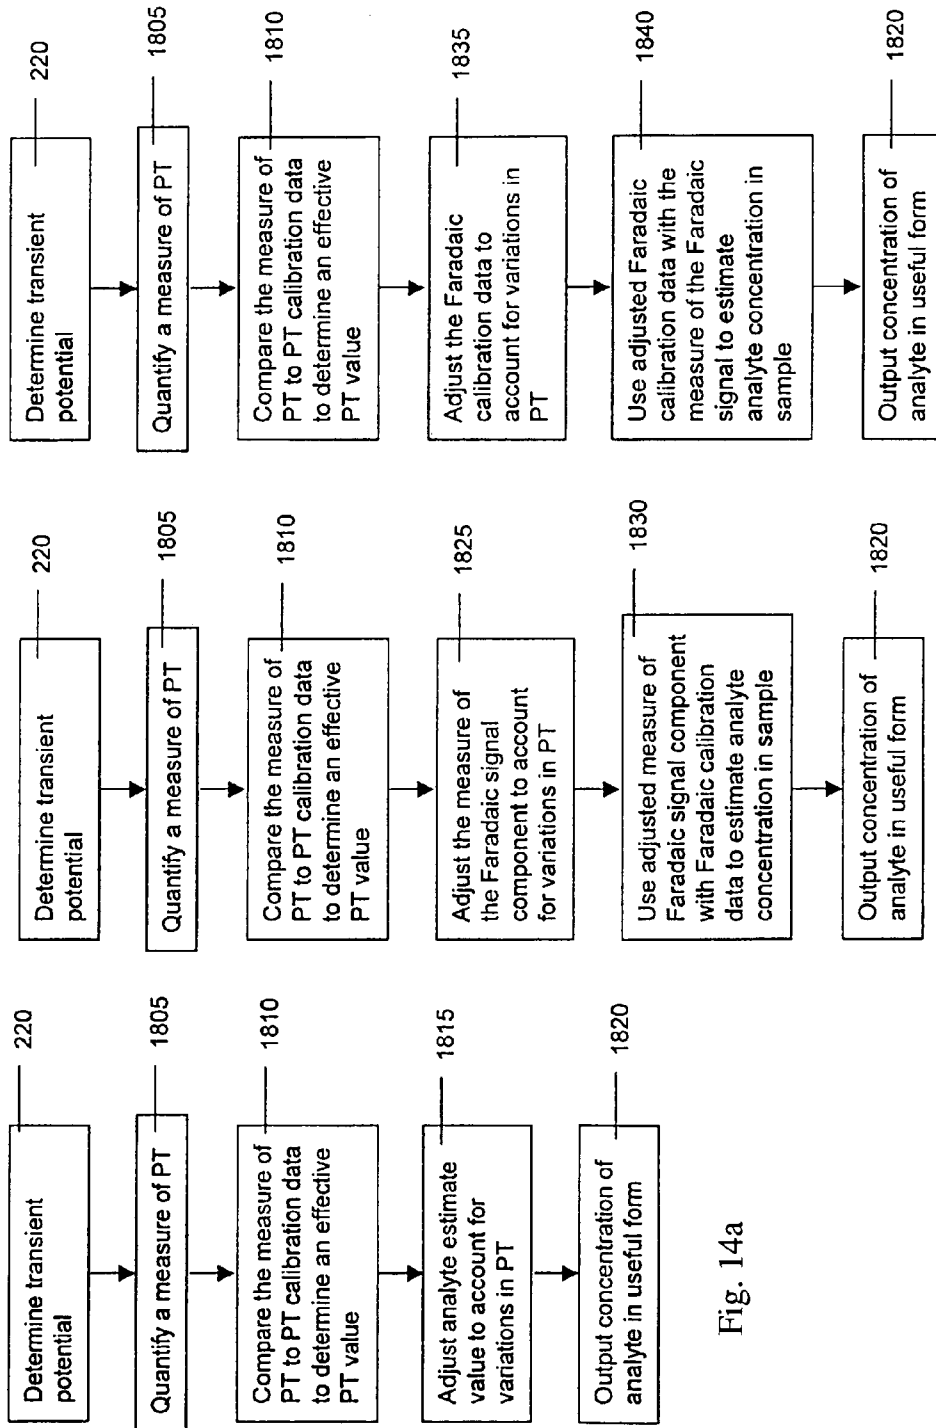 220
Determine transient
potential
1805
Quantify a measure of PT
1810
Compare the measure of
PT to PT calibration data
to determine an effective
PT value
1815
Adjust analyte estimate
value to account for
variations in PT
1820
Output concentration of
analyte in useful form
Fig. 14a
220
Determine transient
potential
1805
Quantify a measure of PT
1810
Compare the measure of
PT to PT calibration data
to determine an effective
PT value
1825
Adjust the measure of
the Faradaic signal
component to account
for variations in PT
1830
Use adjusted measure of
Faradaic signal component
with Faradaic calibration
data to estimate analyte
concentration in sample
1820
Output concentration of
analyte in useful form
220
Determine transient
potential
1805
Quantify a measure of PT
1810
Compare the measure of
PT to PT calibration data
to determine an effective
PT value
1835
Adjust the Faradaic
calibration data to
account for variations in
PT
1840
Use adjusted Faradaic
calibration data with the
measure of the Faradaic
signal to estimate
analyte concentration in
sample
1820
Output concentration of
analyte in useful form